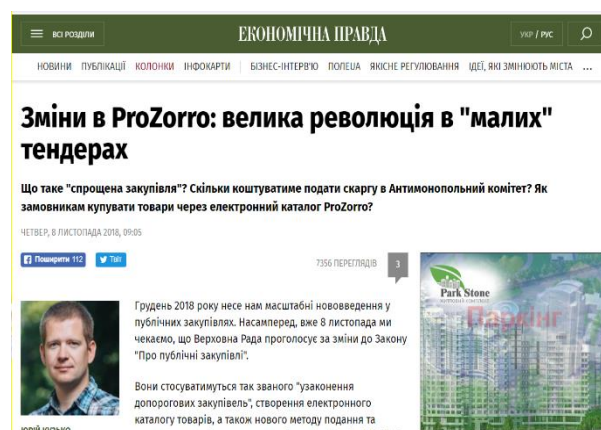 ВСІ РОЗДІЛИ
ЕКОНОМІЧНА ПРАВДА
УКР / РУС
НОВИНИ ПУБЛІКАЦІЇ КОЛОНКИ ІНФОКАРТИ БІЗНЕС-ІНТЕРВ'Ю ПОПЕЦА ЯКІСНЕ РЕГУЛЮВАННЯ ІДЕЇ, ЯКІ ЗМІНЮЮТЬ МІСТА ...
Зміни в ProZorro: велика революція в "малих"
тендерах
Що таке "спрощена закупівля"? Скільки коштуватиме подати скаргу в Антимонопольний комітет? Як
замовникам купувати товари через електронний каталог ProZorro?
ЧЕТВЕР, 8 ЛИСТОПАДА 2018, 09:05
Поширити 112
Твіт
7356 ПЕРЕГЛЯДІВ
3
Park Stone
Паркінг
Грудень 2018 року несе нам масштабні нововведення у
публічних закупівлях. Насамперед, вже 8 листопада ми
чекаємо, що Верховна Рада проголосує за зміни до Закону
"Про публічні закупівлі".
Вони стосуватимуться так званого "узаконення
допорогових закупівель", створення електронного
каталогу товарів, а також нового методу подання та